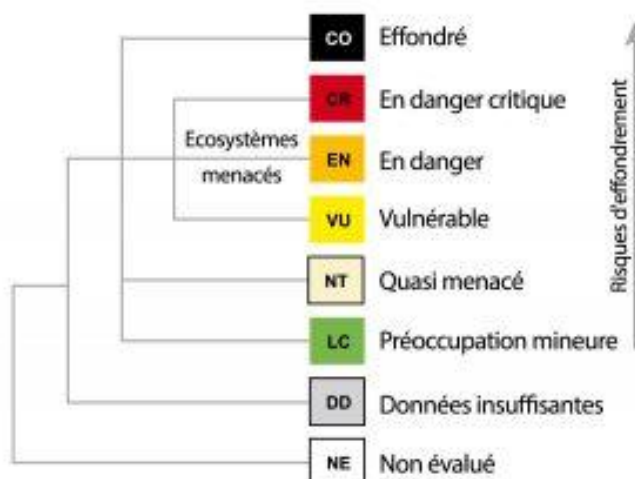 CO Effondré
CR En danger critique
Ecosystèmes
menacés
EN En danger
VU Vulnérable
NT Quasi menacé
LC Préoccupation mineure
DD Données insuffisantes
NE Non évalué
Risques d'effondrement